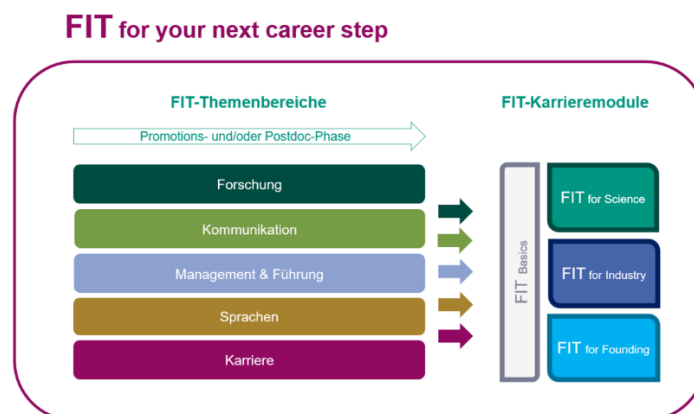 FIT for your next career step
FIT-Themenbereiche
FIT-Karrieremodule
Promotions- und/oder Postdoc-Phase
Forschung
Kommunikation
Management & Führung
Sprachen
Karriere
FIT Basics
FIT for Science
FIT for Industry
FIT for Founding